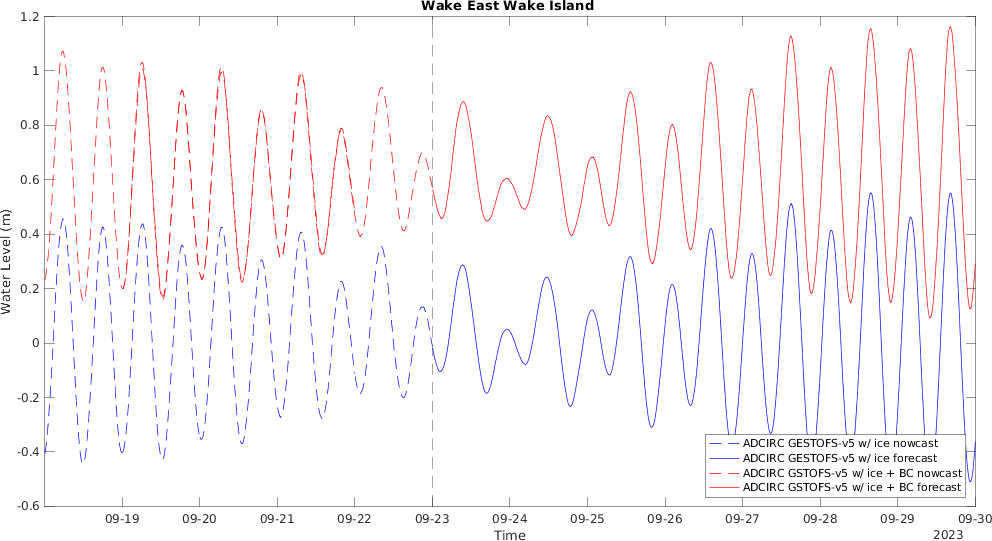 Wake East Wake Island
1.2
1
0.8
0.6
0.4
0.2
0
-0.2
-0.4
-0.6
Water Level (m)
ADCIRC GESTOFS-v5 w/ ice nowcast
ADCIRC GESTOFS-v5 w/ ice forecast
ADCIRC GSTOFS-v5 w/ ice + BC nowcast
ADCIRC GSTOFS-v5 w/ ice + BC forecast
09-19 09-20 09-21 09-22 09-23 09-24 09-25 09-26 09-27 09-28 09-29 09-30
Time
2023